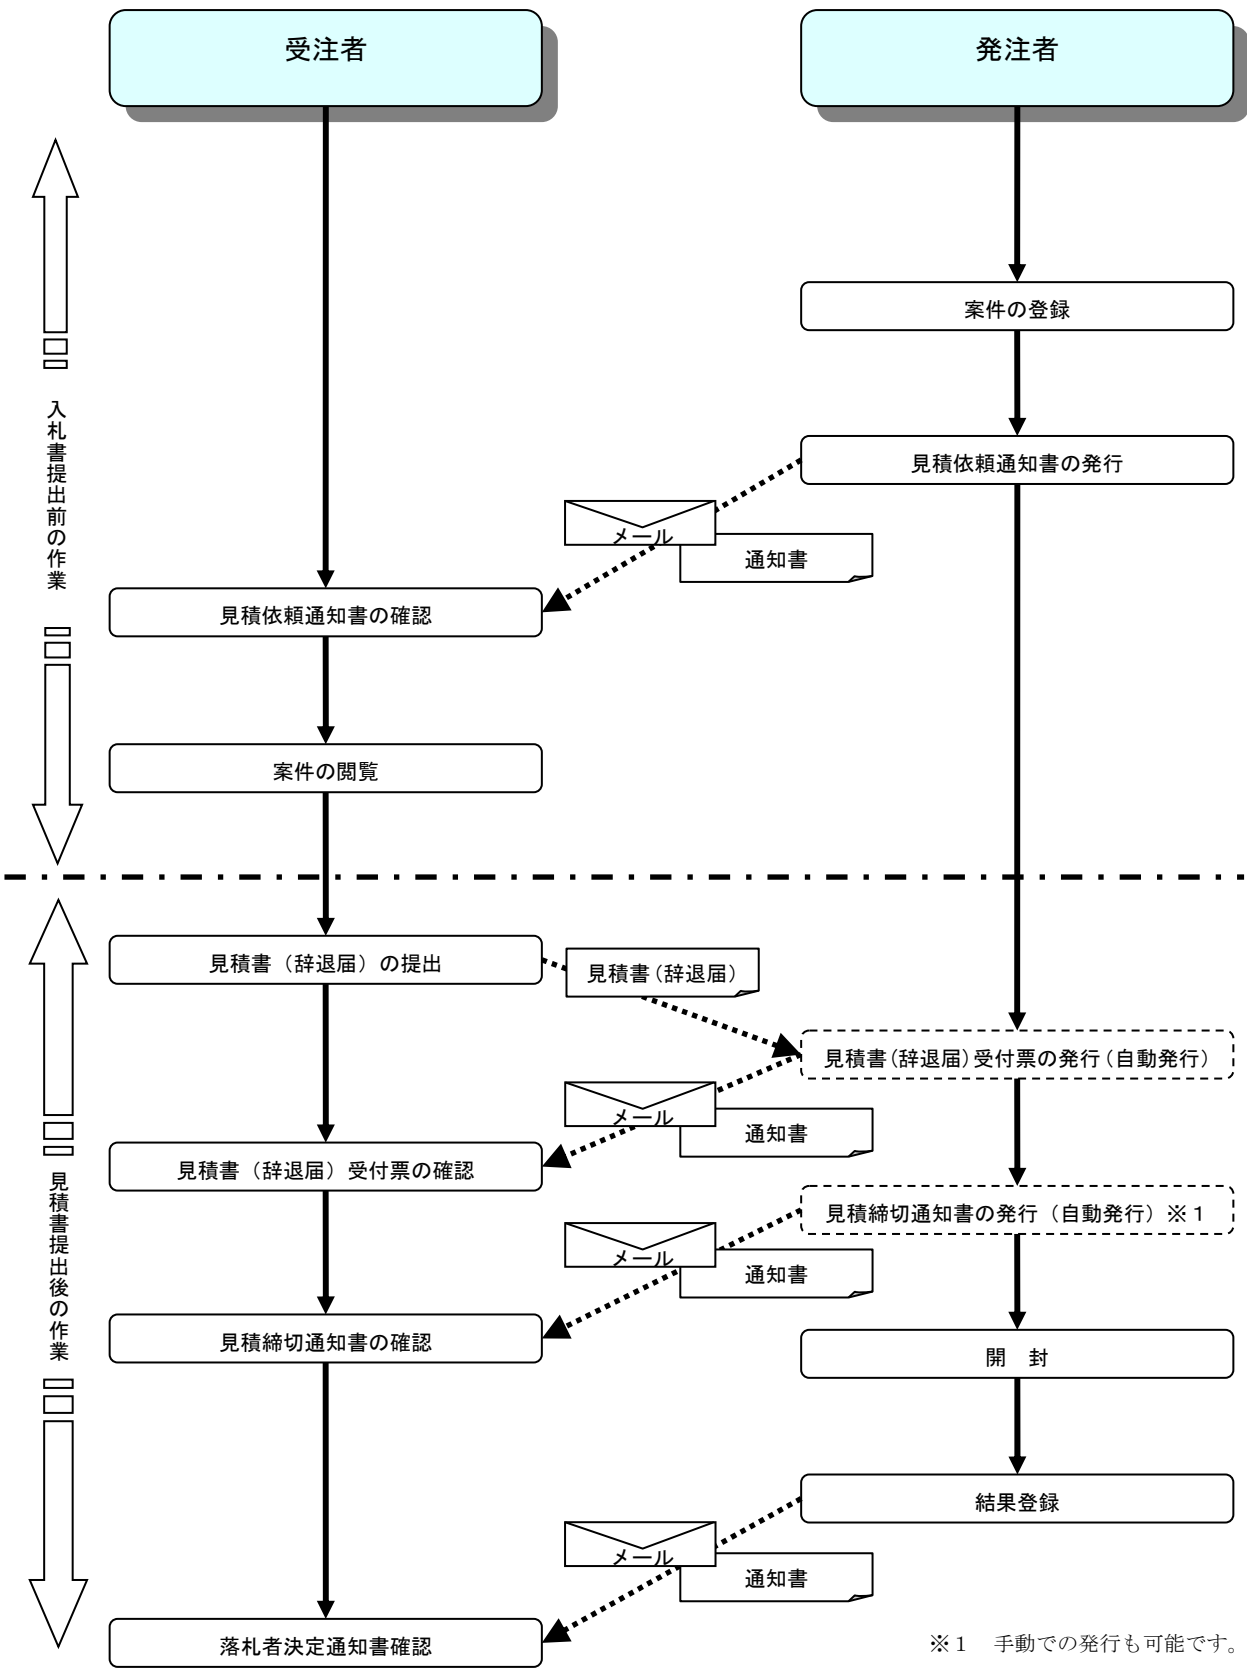 受注者
発注者
案件の登録
見積依頼通知書の発行
メール
通知書
入札書提出前の作業
見積依頼通知書の確認
案件の閲覧
見積書（辞退届）の提出
見積書（辞退届）
見積書（辞退届）受付票の発行（自動発行）
メール
通知書
見積書（辞退届）受付票の確認
見積締切通知書の発行（自動発行）※１
見積書提出後の作業
メール
通知書
見積締切通知書の確認
開　封
結果登録
メール
通知書
落札者決定通知書確認
※１　手動での発行も可能です。